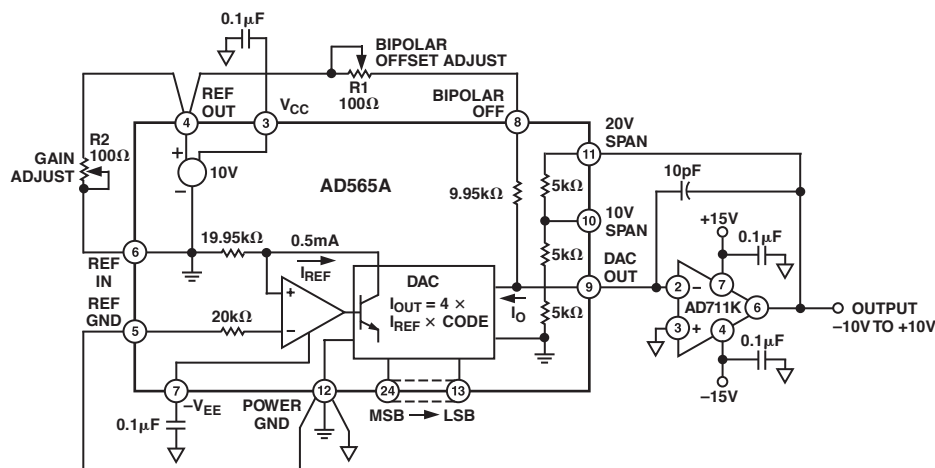 0.1µF
BIPOLAR
OFFSET ADJUST
R1
100Ω
REF
OUT
VCC
BIPOLAR
OFF
20V
SPAN
4
3
8
11
R2
100Ω
GAIN
ADJUST
+
10V
–
AD565A
9.95kΩ
5kΩ
10pF
10
10V
SPAN
+15V
0.1µF
6
19.95kΩ
0.5mA
IREF
5kΩ
DAC
OUT
REF
IN
DAC
9
2
–
7
AD711K
6
OUTPUT
–10V TO +10V
REF
GND
+
IOUT = 4 ×
IREF × CODE
IO
5kΩ
3
+
4
5
20kΩ
–
0.1µF
–15V
7
12
24
13
–VEE
POWER
GND
MSB
LSB
0.1µF